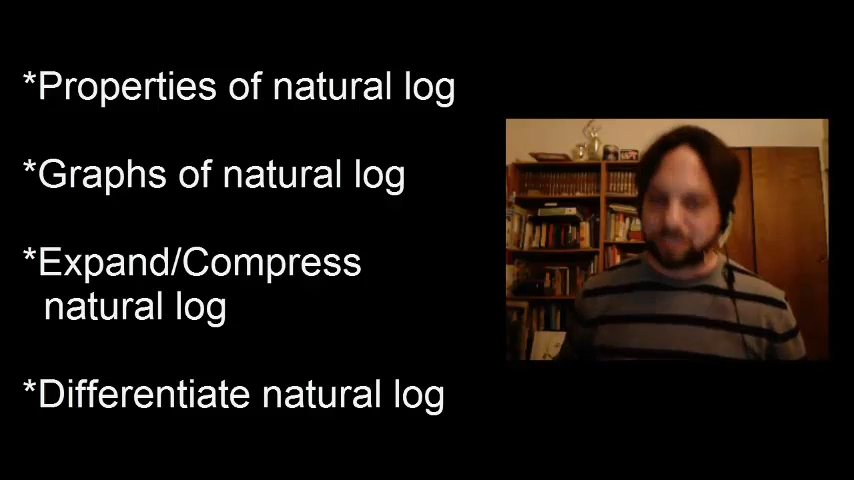 *Properties of natural log
*Graphs of natural log
*Expand/Compress
natural log
*Differentiate natural log